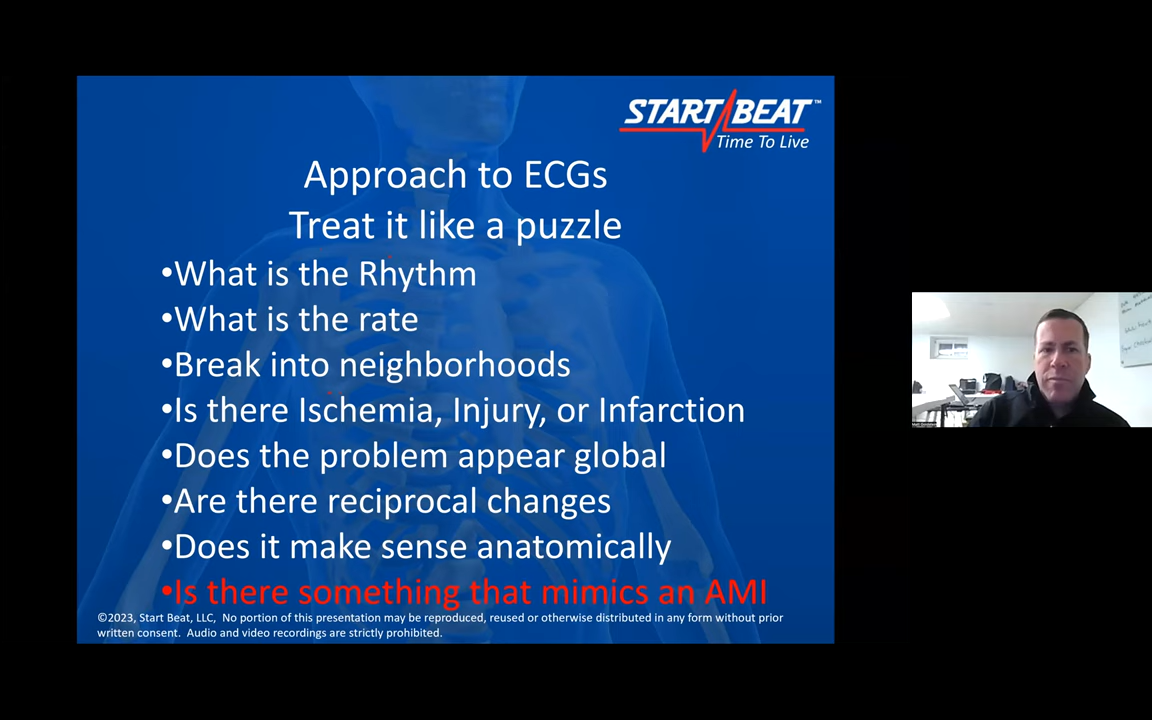 START BEAT™
Time To Live
Approach to ECGs
Treat it like a puzzle
•What is the Rhythm
•What is the rate
•Break into neighborhoods
•Is there Ischemia, Injury, or Infarction
•Does the problem appear global
•Are there reciprocal changes
•Does it make sense anatomically
•Is there something that mimics an AMI
©2023, Start Beat, LLC, No portion of this presentation may be reproduced, reused or otherwise distributed in any form without prior
written consent. Audio and video recordings are strictly prohibited.